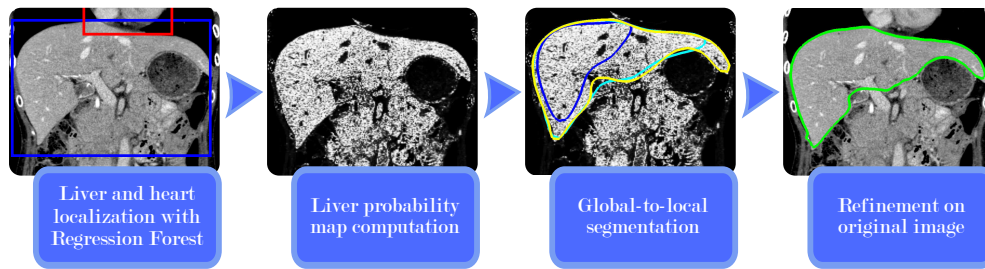 Liver and heart
localization with
Regression Forest
Liver probability
map computation
Global-to-local
segmentation
Refinement on
original image